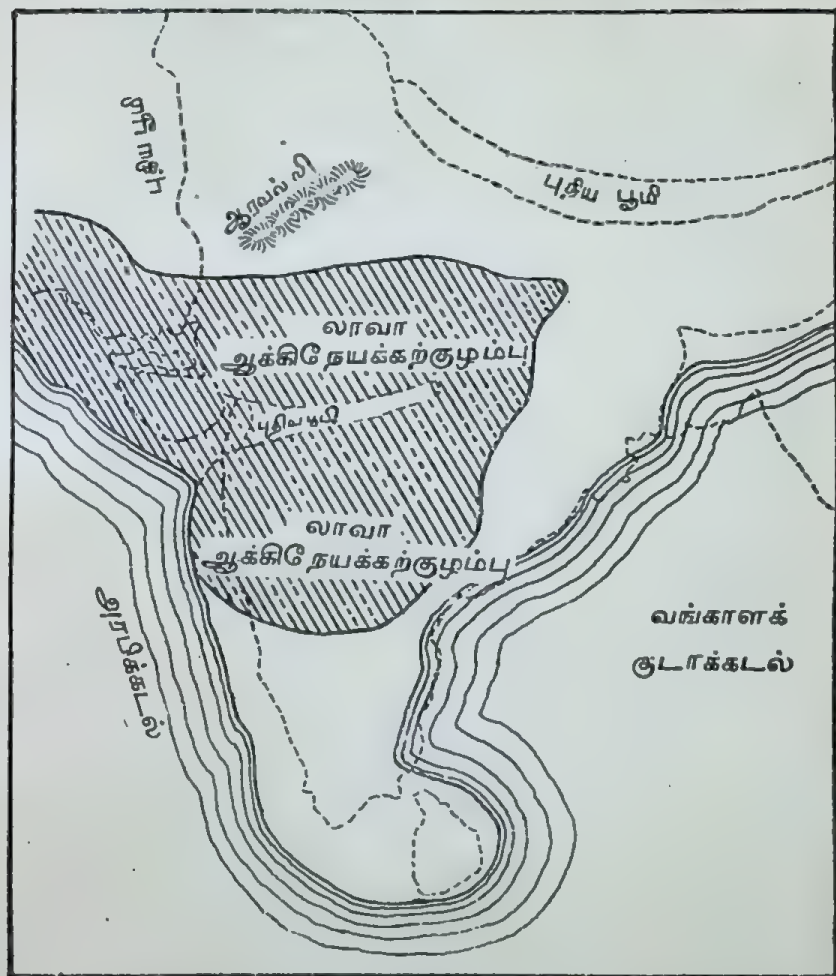 ஆரவல்லி
புதிய பூமி
லாவா
ஆக்கிநேயக்கற்குழம்ப
புதியபூமி
லாவா
ஆக்கிநேயக்கற்குழம்பு
அரபிக்கடல்
வங்காளக்
குடாக்கடல்